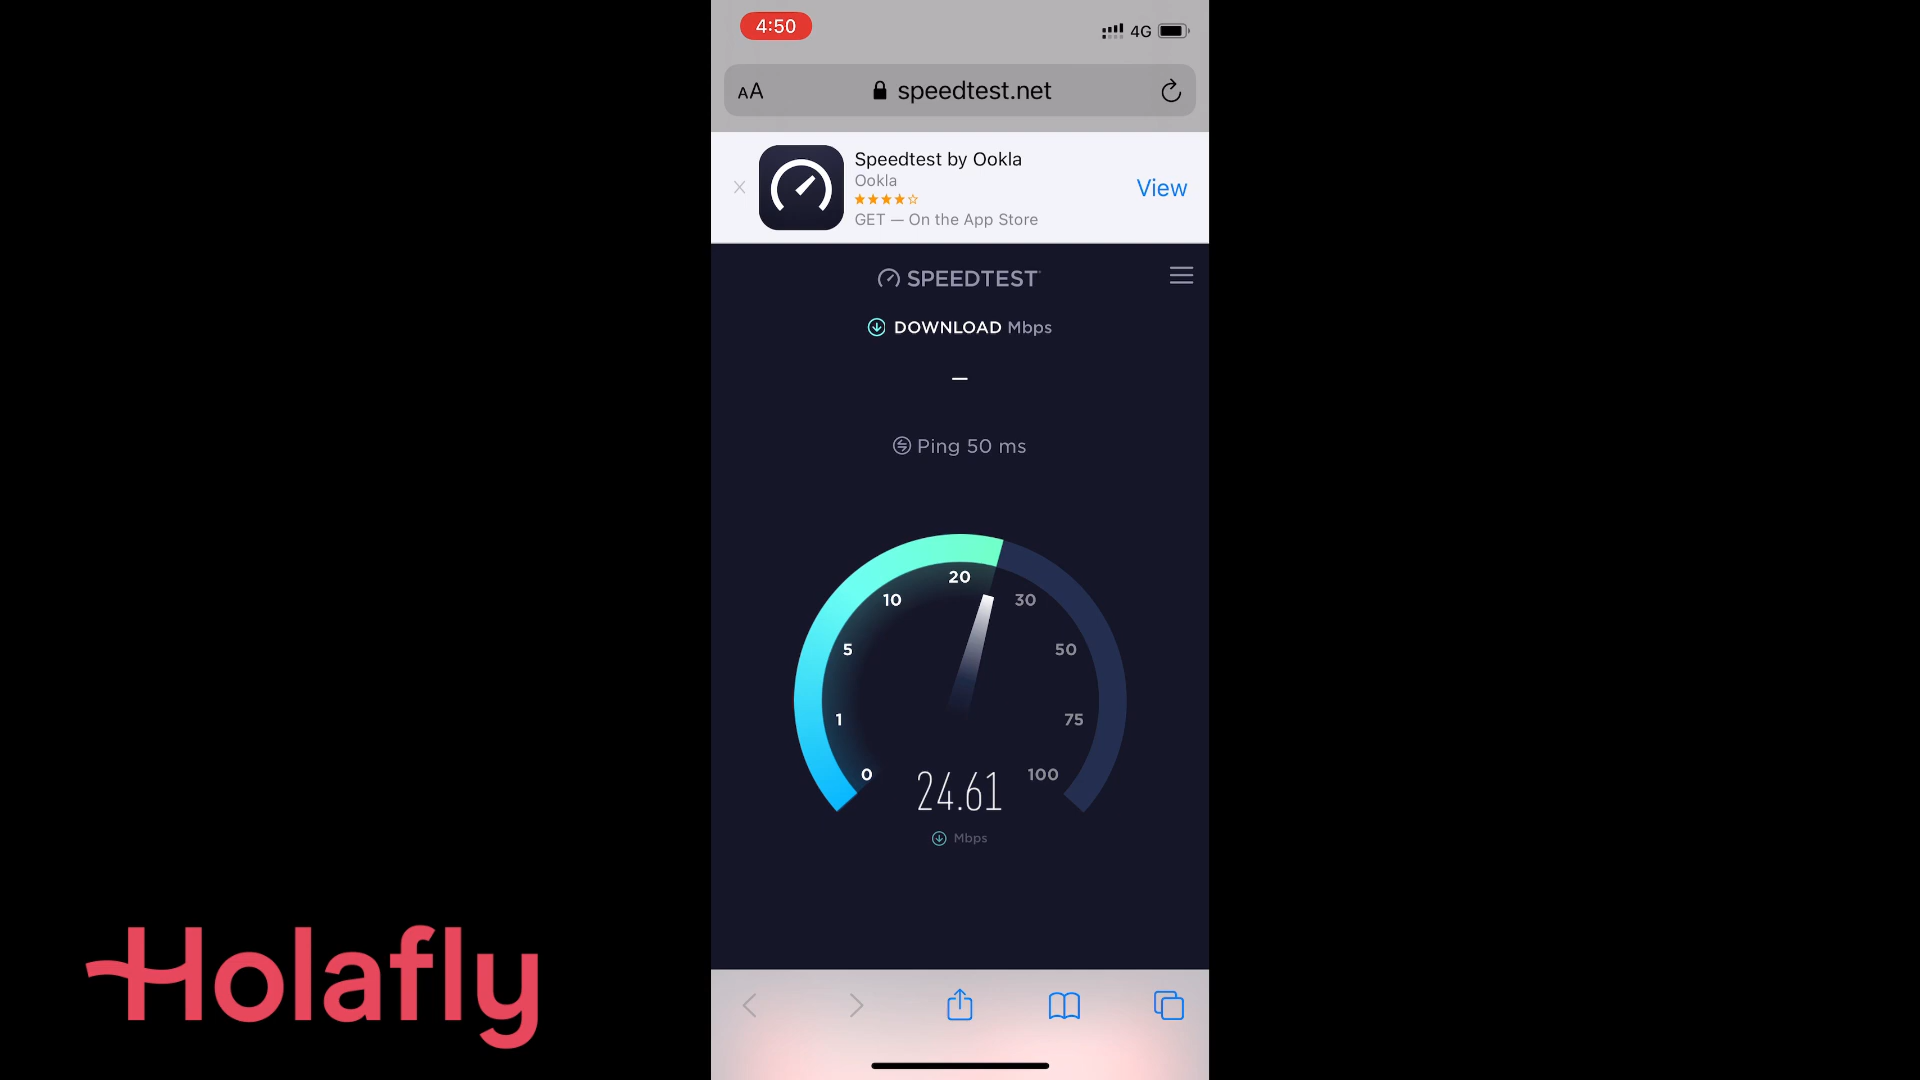 4:50
4G
AA
speedtest.net
Speedtest by Ookla
Ookla
GET — On the App Store
View
SPEEDTEST
DOWNLOAD Mbps
—
Ping 50 ms
20
10
30
5
50
1
75
0
100
24.61
Mbps
Holafly